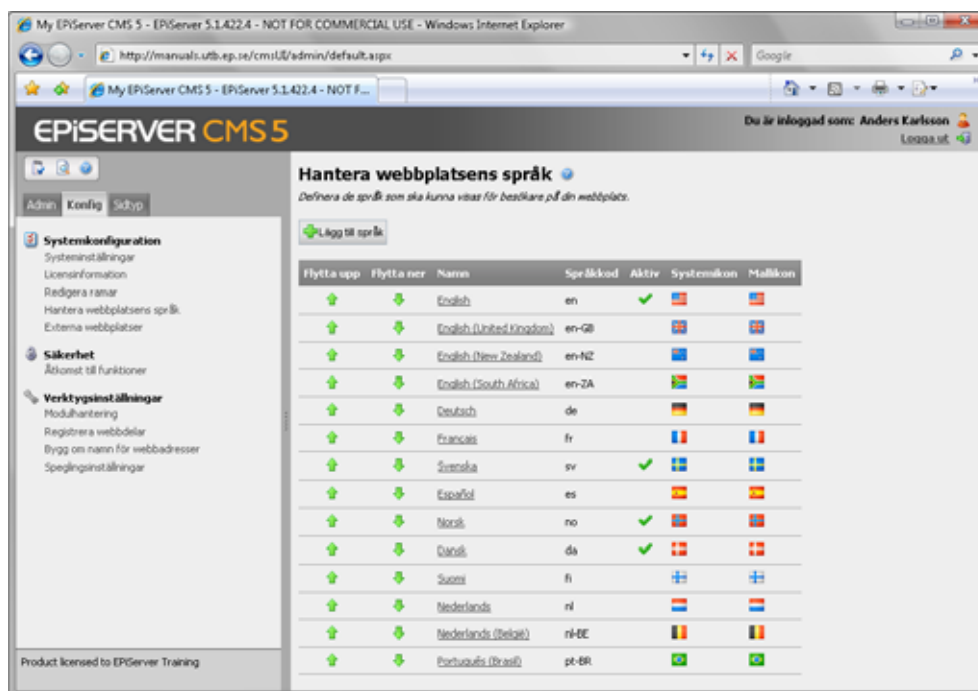 My EPiServer CMS 5 - EPiServer 5.1.422.4 - NOT FOR COMMERCIAL USE - Windows Internet Explorer
http://manuals.utb.ep.se/cmsUI/admin/default.aspx
Google
My EPiServer CMS 5 - EPiServer 5.1.422.4 - NOT F...
EPiSERVER CMS 5
Du är inloggad som: Anders Karlsson
Logga ut
Admin Konfig Sidtyp
Systemkonfiguration
Systeminställningar
Licensinformation
Redigera ramar
Hantera webbplatsens språk
Externa webbplatser
Säkerhet
Åtkomst till funktioner
Verktygsinställningar
Modulhantering
Registrera webbdelar
Bygg om namn för webbadresser
Speglingsinställningar
Product licensed to EPiServer Training
Hantera webbplatsens språk
Definera de språk som ska kunna visas för besökare på din webbplats.
Lägg till språk
Flytta upp Flytta ner Namn Språkkod Aktiv Systemikon Mallikon
English en
English (United Kingdom) en-GB
English (New Zealand) en-NZ
English (South Africa) en-ZA
Deutsch de
Français fr
Svenska sv
Español es
Norsk no
Dansk da
Suomi fi
Nederlands nl
Nederlands (België) nl-BE
Português (Brasil) pt-BR